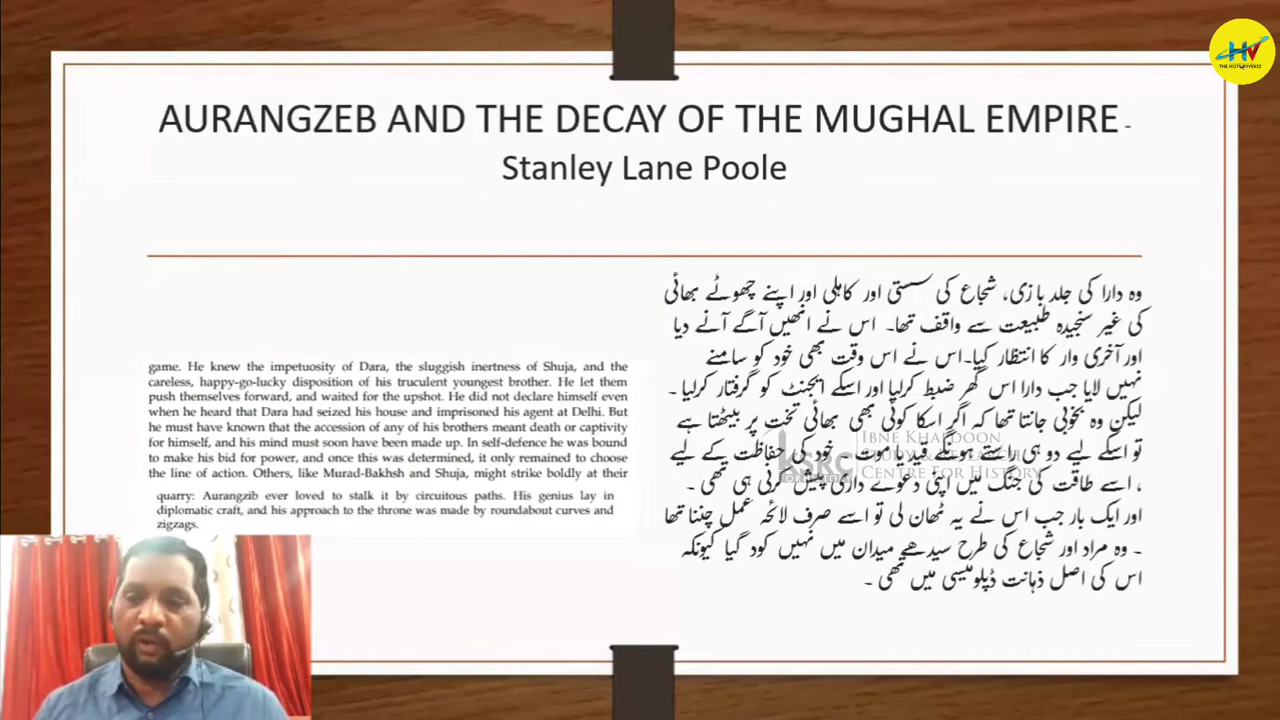 HV
THE HISTORYVERSE
AURANGZEB AND THE DECAY OF THE MUGHAL EMPIRE -
Stanley Lane Poole
game. He knew the impetuosity of Dara, the sluggish inertness of Shuja, and the
careless, happy-go-lucky disposition of his truculent youngest brother. He let them
push themselves forward, and waited for the upshot. He did not declare himself even
when he heard that Dara had seized his house and imprisoned his agent at Delhi. But
he must have known that the accession of any of his brothers meant death or captivity
for himself, and his mind must soon have been made up. In self-defence he was bound
to make his bid for power, and once this was determined, it only remained to choose
the line of action. Others, like Murad-Bakhsh and Shuja, might strike boldly at their
quarry: Aurangzib ever loved to stalk it by circuitous paths. His genius lay in
diplomatic craft, and his approach to the throne was made by roundabout curves and
zigzags.
وہ دارا کی جلد بازی، شجاع کی سستی اور کاہلی اور اپنے چھوٹے بھائی
کی غیر سنجیدہ طبیعت سے واقف تھا۔ اس نے انھیں آگے آنے دیا
اور آخری وار کا انتظار کیا۔اس نے اس وقت بھی خود کو سامنے
نہیں لایا جب دارا اس گھر ضبط کرلیا اور اسکے ایجنٹ کو گرفتار کرلیا ۔
لیکن وہ بخوبی جانتا تھا کہ اگر اسکا کوئی بھی بھائی تخت پر بیٹھتا ہے
تو اسکے لیے دو ہی راستے ہونگے قید یا موت ۔ خود کی حفاظت کے لیے
، اسے طاقت کی جنگ میں اپنی دعوے داری پیش کرنی ہی تھی ۔
اور ایک بار جب اس نے یہ ٹھان لی تو اسے صرف لائحہ عمل چننا تھا
۔ وہ مراد اور شجاع کی طرح سیدھے میدان میں نہیں کود گیا کیونکہ
اس کی اصل ذہانت ڈپلومیسی میں تھی ۔
KSRC
FOR HISTORY
IBNE KHALDOON
STUDY & RESEARCH
CENTRE FOR HISTORY